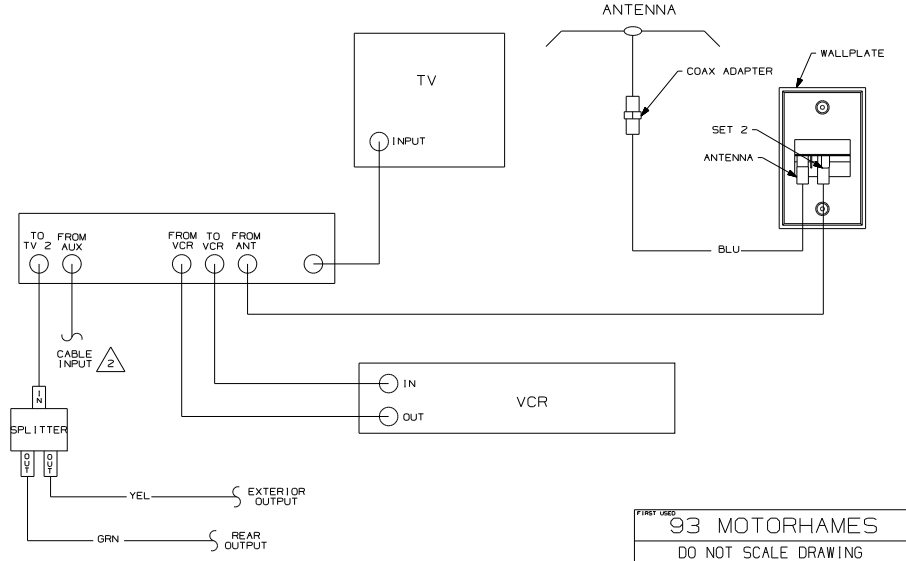 ANTENNA
TV
INPUT
COAX ADAPTER
WALLPLATE
SET 2
ANTENNA
BLU
TO
TV 2
FROM
AUX
FROM
VCR
TO
VCR
FROM
ANT
CABLE
INPUT
2
IN
OUT
VCR
IN
SPLITTER
OUT
OUT
YEL
EXTERIOR
OUTPUT
GRN
REAR
OUTPUT
FIRST USED
93 MOTORHAMES
DO NOT SCALE DRAWING